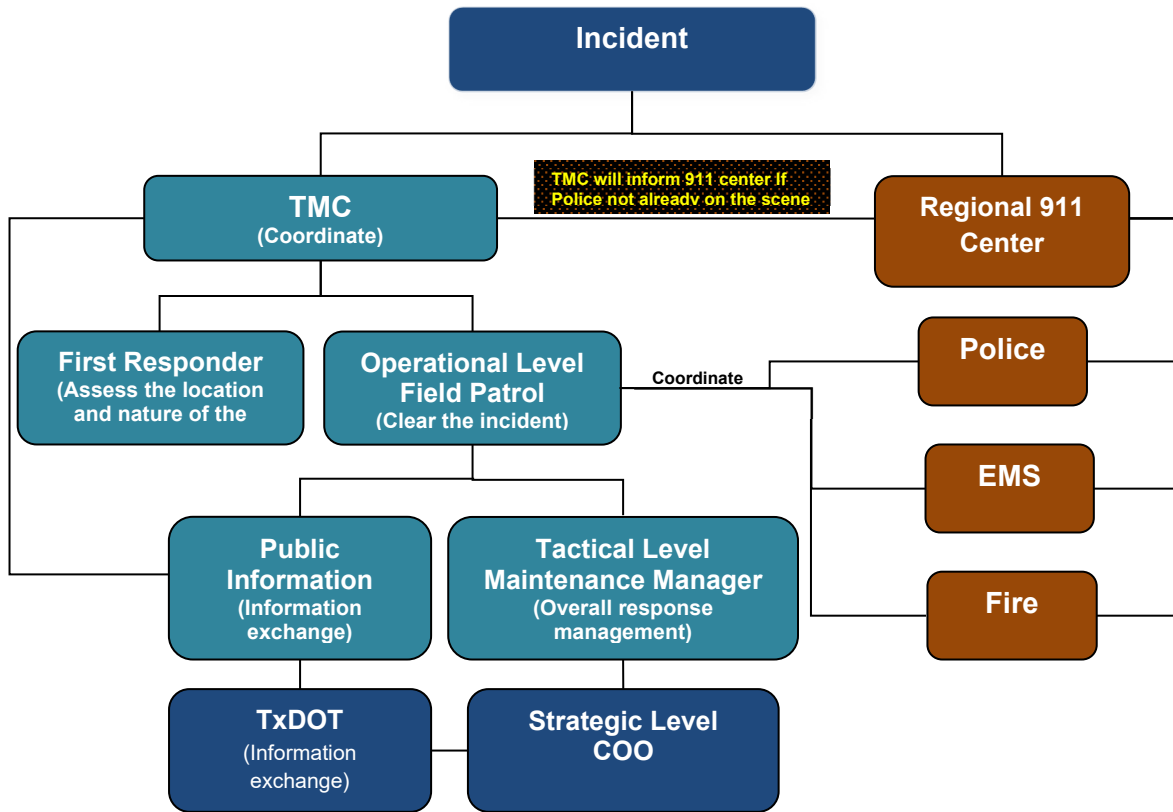 Incident
TMC will inform 911 center If
Police not already on the scene
TMC
(Coordinate)
Regional 911
Center
First Responder
(Assess the location
and nature of the
Operational Level
Field Patrol
(Clear the incident)
Coordinate
Police
EMS
Public
Information
(Information
exchange)
Tactical Level
Maintenance Manager
(Overall response
management)
Fire
TxDOT
(Information
exchange)
Strategic Level
COO